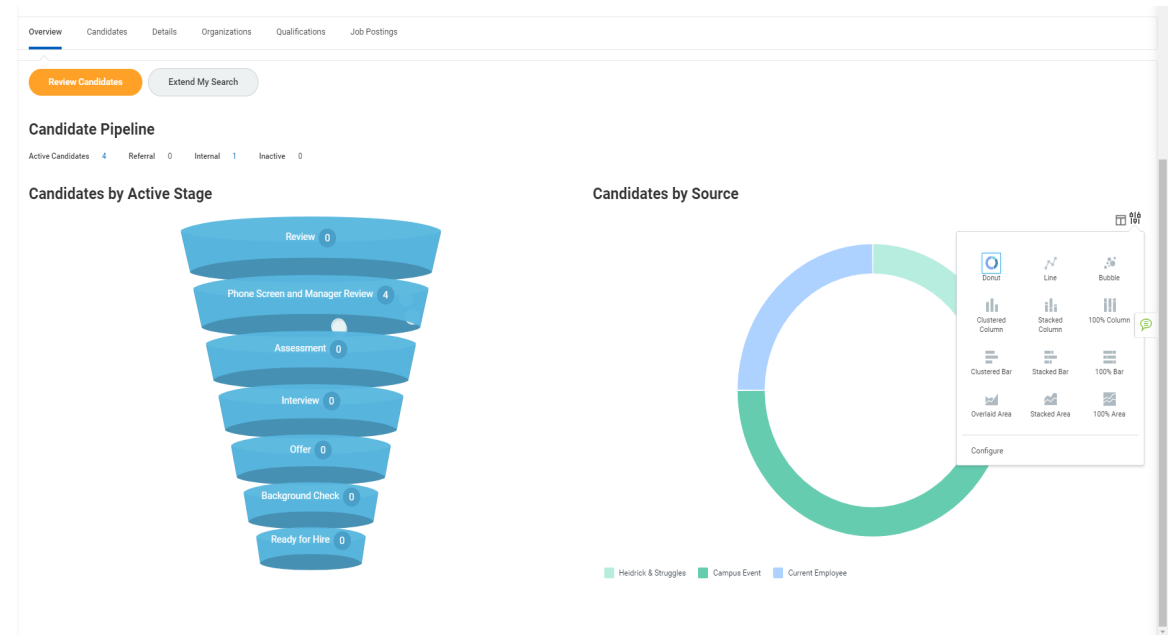 Overview Candidates Details Organizations Qualifications Job Postings
Review Candidates Extend My Search
Candidate Pipeline
Active Candidates 4 Referral 0 Internal 1 Inactive 0
Candidates by Active Stage
Review 0
Phone Screen and Manager Review 4
Assessment 0
Interview 0
Offer 0
Background Check 0
Ready for Hire 0
Candidates by Source
Donut Line Bubble
Clustered Stacked 100% Column
Column Column
Clustered Bar Stacked Bar 100% Bar
Overlaid Area Stacked Area 100% Area
Configure
Heidrick & Struggles Campus Event Current Employee